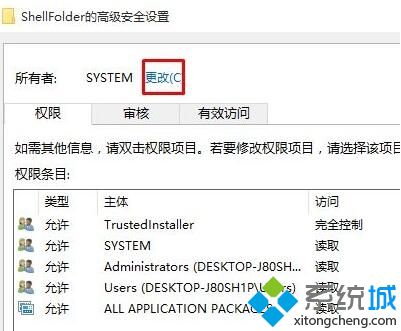 ShellFolder的高级安全设置
所有者: SYSTEM 更改(C
权限 审核 有效访问
如需其他信息，请双击权限项目。若要修改权限项目，请选择该项
权限条目:
类型 主体 访问
允许 TrustedInstaller 完全控制
允许 SYSTEM 读取
允许 Administrators (DESKTOP-J80SH... 读取
允许 Users (DESKTOP-J80SH1P\Users) 读取
允许 ALL APPLICATION PACKAGES 读取
系统城
xitongcheng.com